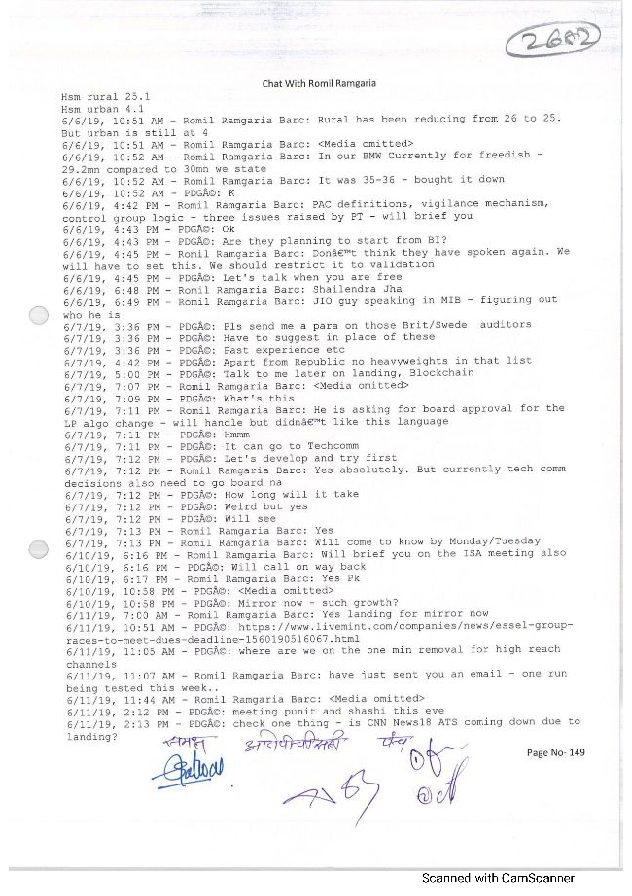 2682
Chat With Romil Ramgaria
Hsm rural 25.1
Hsm urban 4.1
6/6/19, 10:51 AM - Romil Ramgaria Barc: Rural has been reducing from 26 to 25.
But urban is still at 4
6/6/19, 10:51 AM - Romil Ramgaria Barc: <Media omitted>
6/6/19, 10:52 AM - Romil Ramgaria Barc: In our BMW Currently for freedish -
29.2mn compared to 30mn we state
6/6/19, 10:52 AM - Romil Ramgaria Barc: It was 35-36 - bought it down
6/6/19, 10:52 AM - PDGÂ©: K
6/6/19, 4:42 PM - Romil Ramgaria Barc: PAC definitions, vigilance mechanism,
control group logic - three issues raised by PT - will brief you
6/6/19, 4:43 PM - PDGÂ©: Ok
6/6/19, 4:43 PM - PDGÂ©: Are they planning to start from BI?
6/6/19, 4:45 PM - Romil Ramgaria Barc: Donâ€™t think they have spoken again. We
will have to set this. We should restrict it to validation
6/6/19, 4:45 PM - PDGÂ©: Let's talk when you are free
6/6/19, 6:48 PM - Romil Ramgaria Barc: Shailendra Jha
6/6/19, 6:49 PM - Romil Ramgaria Barc: JIO guy speaking in MIB - figuring out
who he is
6/7/19, 3:36 PM - PDGÂ©: Pls send me a para on those Brit/Swede auditors
6/7/19, 3:36 PM - PDGÂ©: Have to suggest in place of these
6/7/19, 3:36 PM - PDGÂ©: Past experience etc
6/7/19, 4:42 PM - PDGÂ©: Apart from Republic no heavyweights in that list
6/7/19, 5:00 PM - PDGÂ©: Talk to me later on landing, Blockchain
6/7/19, 7:07 PM - Romil Ramgaria Barc: <Media omitted>
6/7/19, 7:09 PM - PDGÂ©: What's this
6/7/19, 7:11 PM - Romil Ramgaria Barc: He is asking for board approval for the
LP algo change - will handle but didnâ€™t like this language
6/7/19, 7:11 PM - PDGÂ©: Hmmm
6/7/19, 7:11 PM - PDGÂ©: It can go to Techcomm
6/7/19, 7:12 PM - PDGÂ©: Let's develop and try first
6/7/19, 7:12 PM - Romil Ramgaria Barc: Yes absolutely. But currently tech comm
decisions also need to go board na
6/7/19, 7:12 PM - PDGÂ©: How long will it take
6/7/19, 7:12 PM - PDGÂ©: Weird but yes
6/7/19, 7:12 PM - PDGÂ©: Will see
6/7/19, 7:13 PM - Romil Ramgaria Barc: Yes
6/7/19, 7:13 PM - Romil Ramgaria Barc: Will come to know by Monday/Tuesday
6/10/19, 6:16 PM - Romil Ramgaria Barc: Will brief you on the ISA meeting also
6/10/19, 6:16 PM - PDGÂ©: Will call on way back
6/10/19, 6:17 PM - Romil Ramgaria Barc: Yes Pk
6/10/19, 10:58 PM - PDGÂ©: <Media omitted>
6/10/19, 10:58 PM - PDGÂ©: Mirror now - such growth?
6/11/19, 7:00 AM - Romil Ramgaria Barc: Yes landing for mirror now
6/11/19, 10:51 AM - PDGÂ©: https://www.livemint.com/companies/news/essel-group-
races-to-meet-dues-deadline-1560190516067.html
6/11/19, 11:05 AM - PDGÂ©: where are we on the one min removal for high reach
channels
6/11/19, 11:07 AM - Romil Ramgaria Barc: have just sent you an email - one run
being tested this week..
6/11/19, 11:44 AM - Romil Ramgaria Barc: <Media omitted>
6/11/19, 2:12 PM - PDGÂ©: meeting punit and shashi this eve
6/11/19, 2:13 PM - PDGÂ©: check one thing - is CNN News18 ATS coming down due to
landing?
समक्ष आरोपीची सही पंच
Page No- 149
Scanned with CamScanner